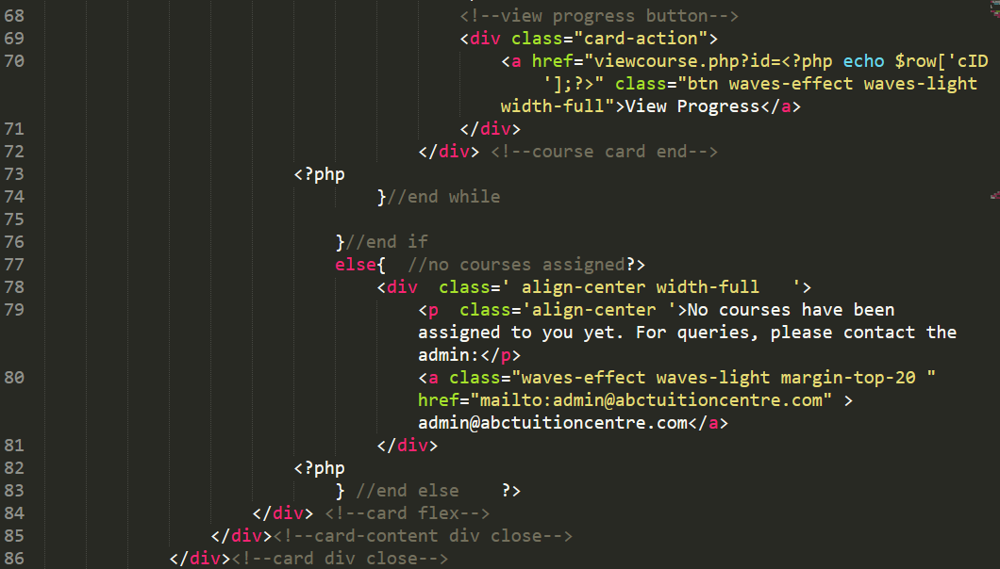 68 <!--view progress button-->
69 <div class="card-action">
70 <a href="viewcourse.php?id=<?php echo $row['cID
'];?>" class="btn waves-effect waves-light
width-full">View Progress</a>
71 </div>
72 </div> <!--course card end-->
73 <?php
74 }//end while
75
76 }//end if
77 else{  //no courses assigned?>
78 <div  class=' align-center width-full   '>
79 <p  class='align-center '>No courses have been
assigned to you yet. For queries, please contact the
admin:</p>
80 <a class="waves-effect waves-light margin-top-20 "
href="mailto:admin@abctuitioncentre.com" >
admin@abctuitioncentre.com</a>
81 </div>
82 <?php
83 } //end else    ?>
84 </div> <!--card flex-->
85 </div><!--card-content div close-->
86 </div><!--card div close-->